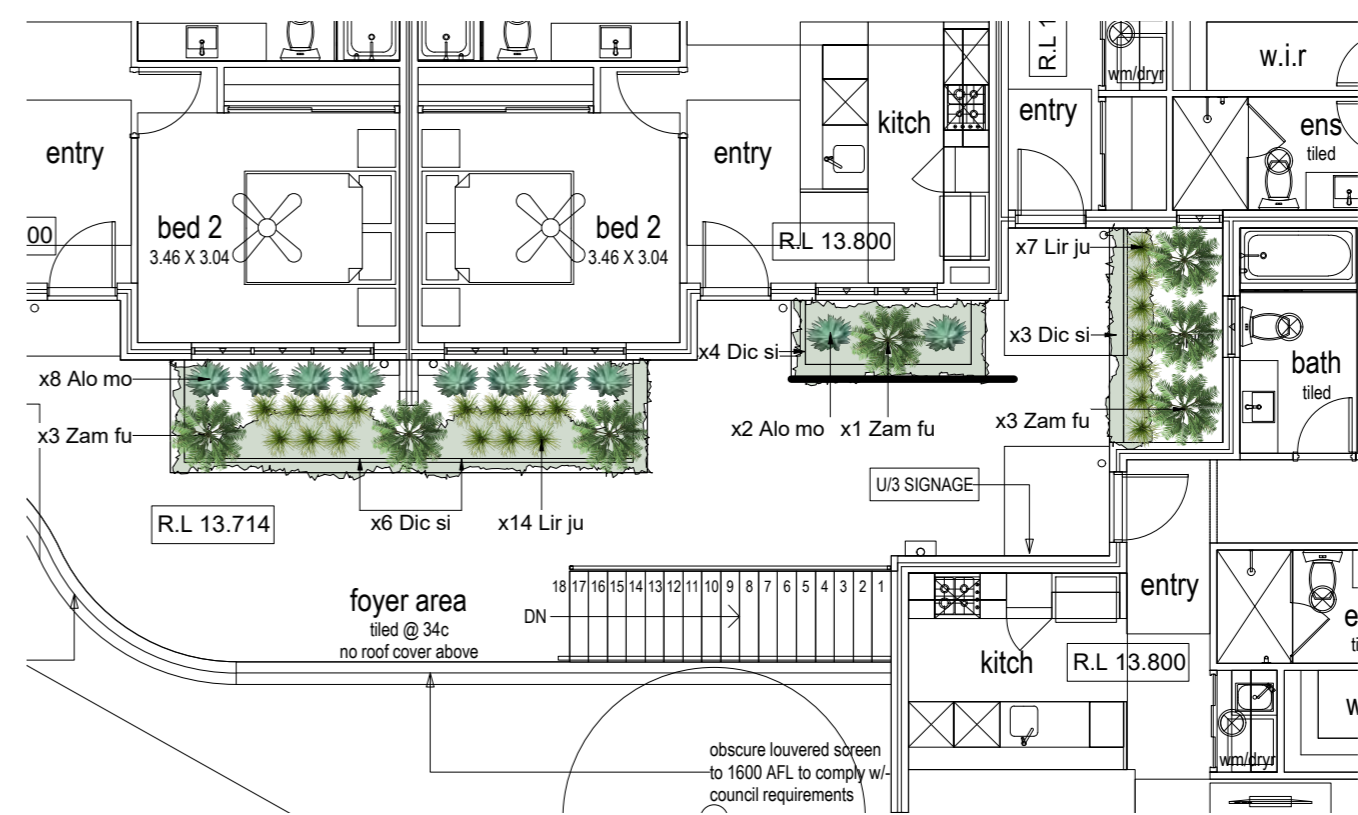 R.L 1
wm/dryr
w.i.r
entry
ens
tiled
kitch
entry
entry
00
bed 2
3.46 X 3.04
bed 2
3.46 X 3.04
R.L 13.800
x7 Lir ju
x4 Dic si
x3 Dic si
bath
tiled
x8 Alo mo
x3 Zam fu
x2 Alo mo
x1 Zam fu
x3 Zam fu
U/3 SIGNAGE
R.L 13.714
x6 Dic si
x14 Lir ju
18 17 16 15 14 13 12 11 10 9 8 7 6 5 4 3 2 1
DN
foyer area
tiled @ 34c
no roof cover above
entry
e
ti
kitch
R.L 13.800
w
wm/dryr
obscure louvered screen
to 1600 AFL to comply w/-
council requirements